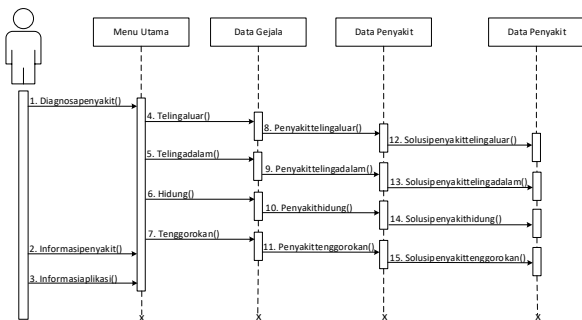 Menu Utama
Data Gejala
Data Penyakit
Data Penyakit
1. Diagnosapenyakit()
4. Telingaluar()
8. Penyakittelingaluar()
12. Solusipenyakittelingaluar()
5. Telingadalam()
9. Penyakittelingadalam()
13. Solusipenyakittelingadalam()
6. Hidung()
10. Penyakithidung()
14. Solusipenyakithidung()
7. Tenggorokan()
2. Informasipenyakit()
11. Penyakittenggorokan()
15. Solusipenyakittenggorokan()
3. Informasiaplikasi()